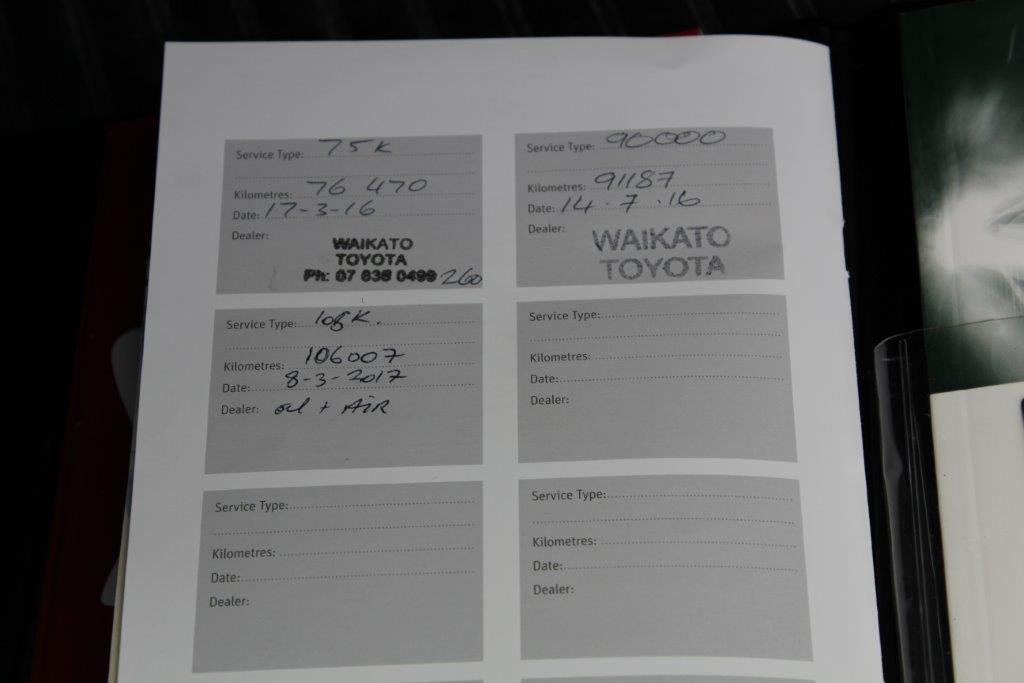 Service Type: 75K
Kilometres: 76 470
Date: 17-3-16
Dealer:
WAIKATO
TOYOTA
Ph: 07 838 0499 260
Service Type: 90000
Kilometres: 91187
Date: 14.7.16
Dealer:
WAIKATO
TOYOTA
Service Type:
Kilometres: 106007
Date: 8-3-2017
Dealer: oil + AiR
Service Type:
Kilometres:
Date:
Dealer:
Service Type:
Kilometres:
Date:
Dealer:
Service Type:
Kilometres:
Date:
Dealer: